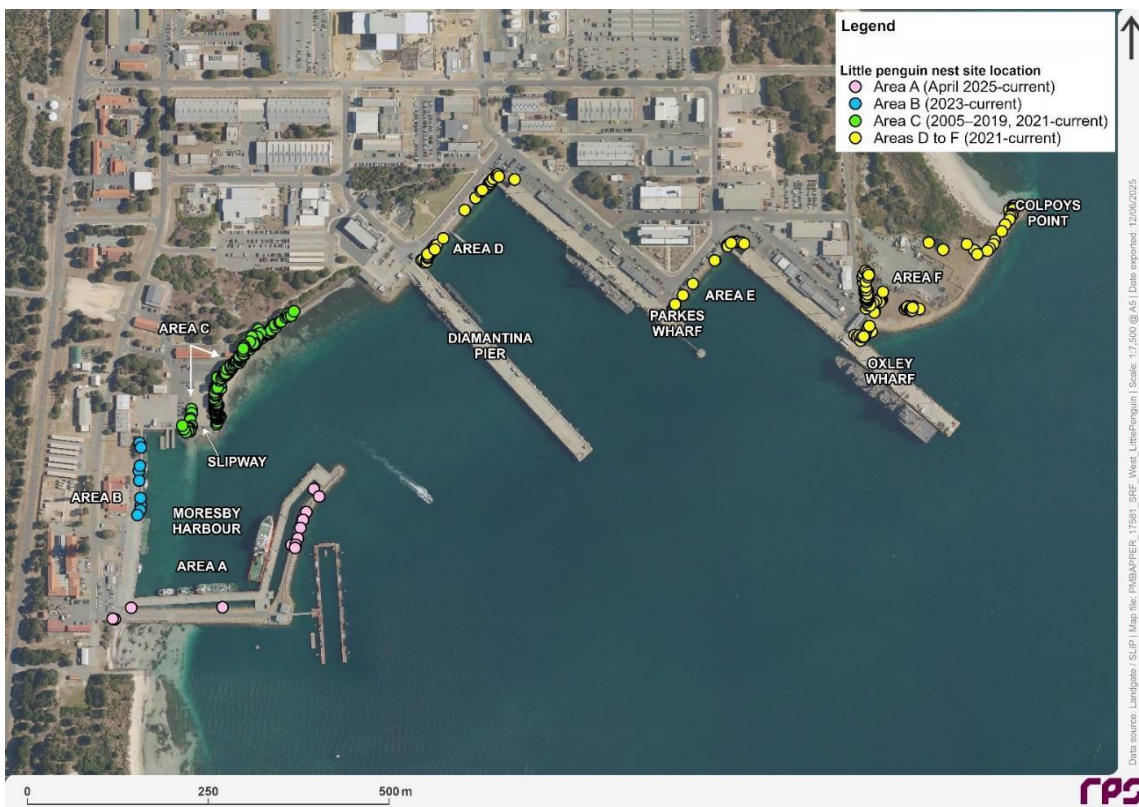 Legend
Little penguin nest site location
Area A (April 2025-current)
Area B (2023-current)
Area C (2005–2019, 2021-current)
Areas D to F (2021-current)
COLPOYS
POINT
AREA D
AREA F
AREA E
PARKES
WHARF
AREA C
DIAMANTINA
PIER
OXLEY
WHARF
SLIPWAY
AREA B
MORESBY
HARBOUR
AREA A
0
250
500 m
Data source: Landgate / SLIP | Map file: PMBAPPER_17581_SRF_West_LittlePenguin | Scale: 1:7,500 @ A5 | Date exported: 12/06/2025
rps